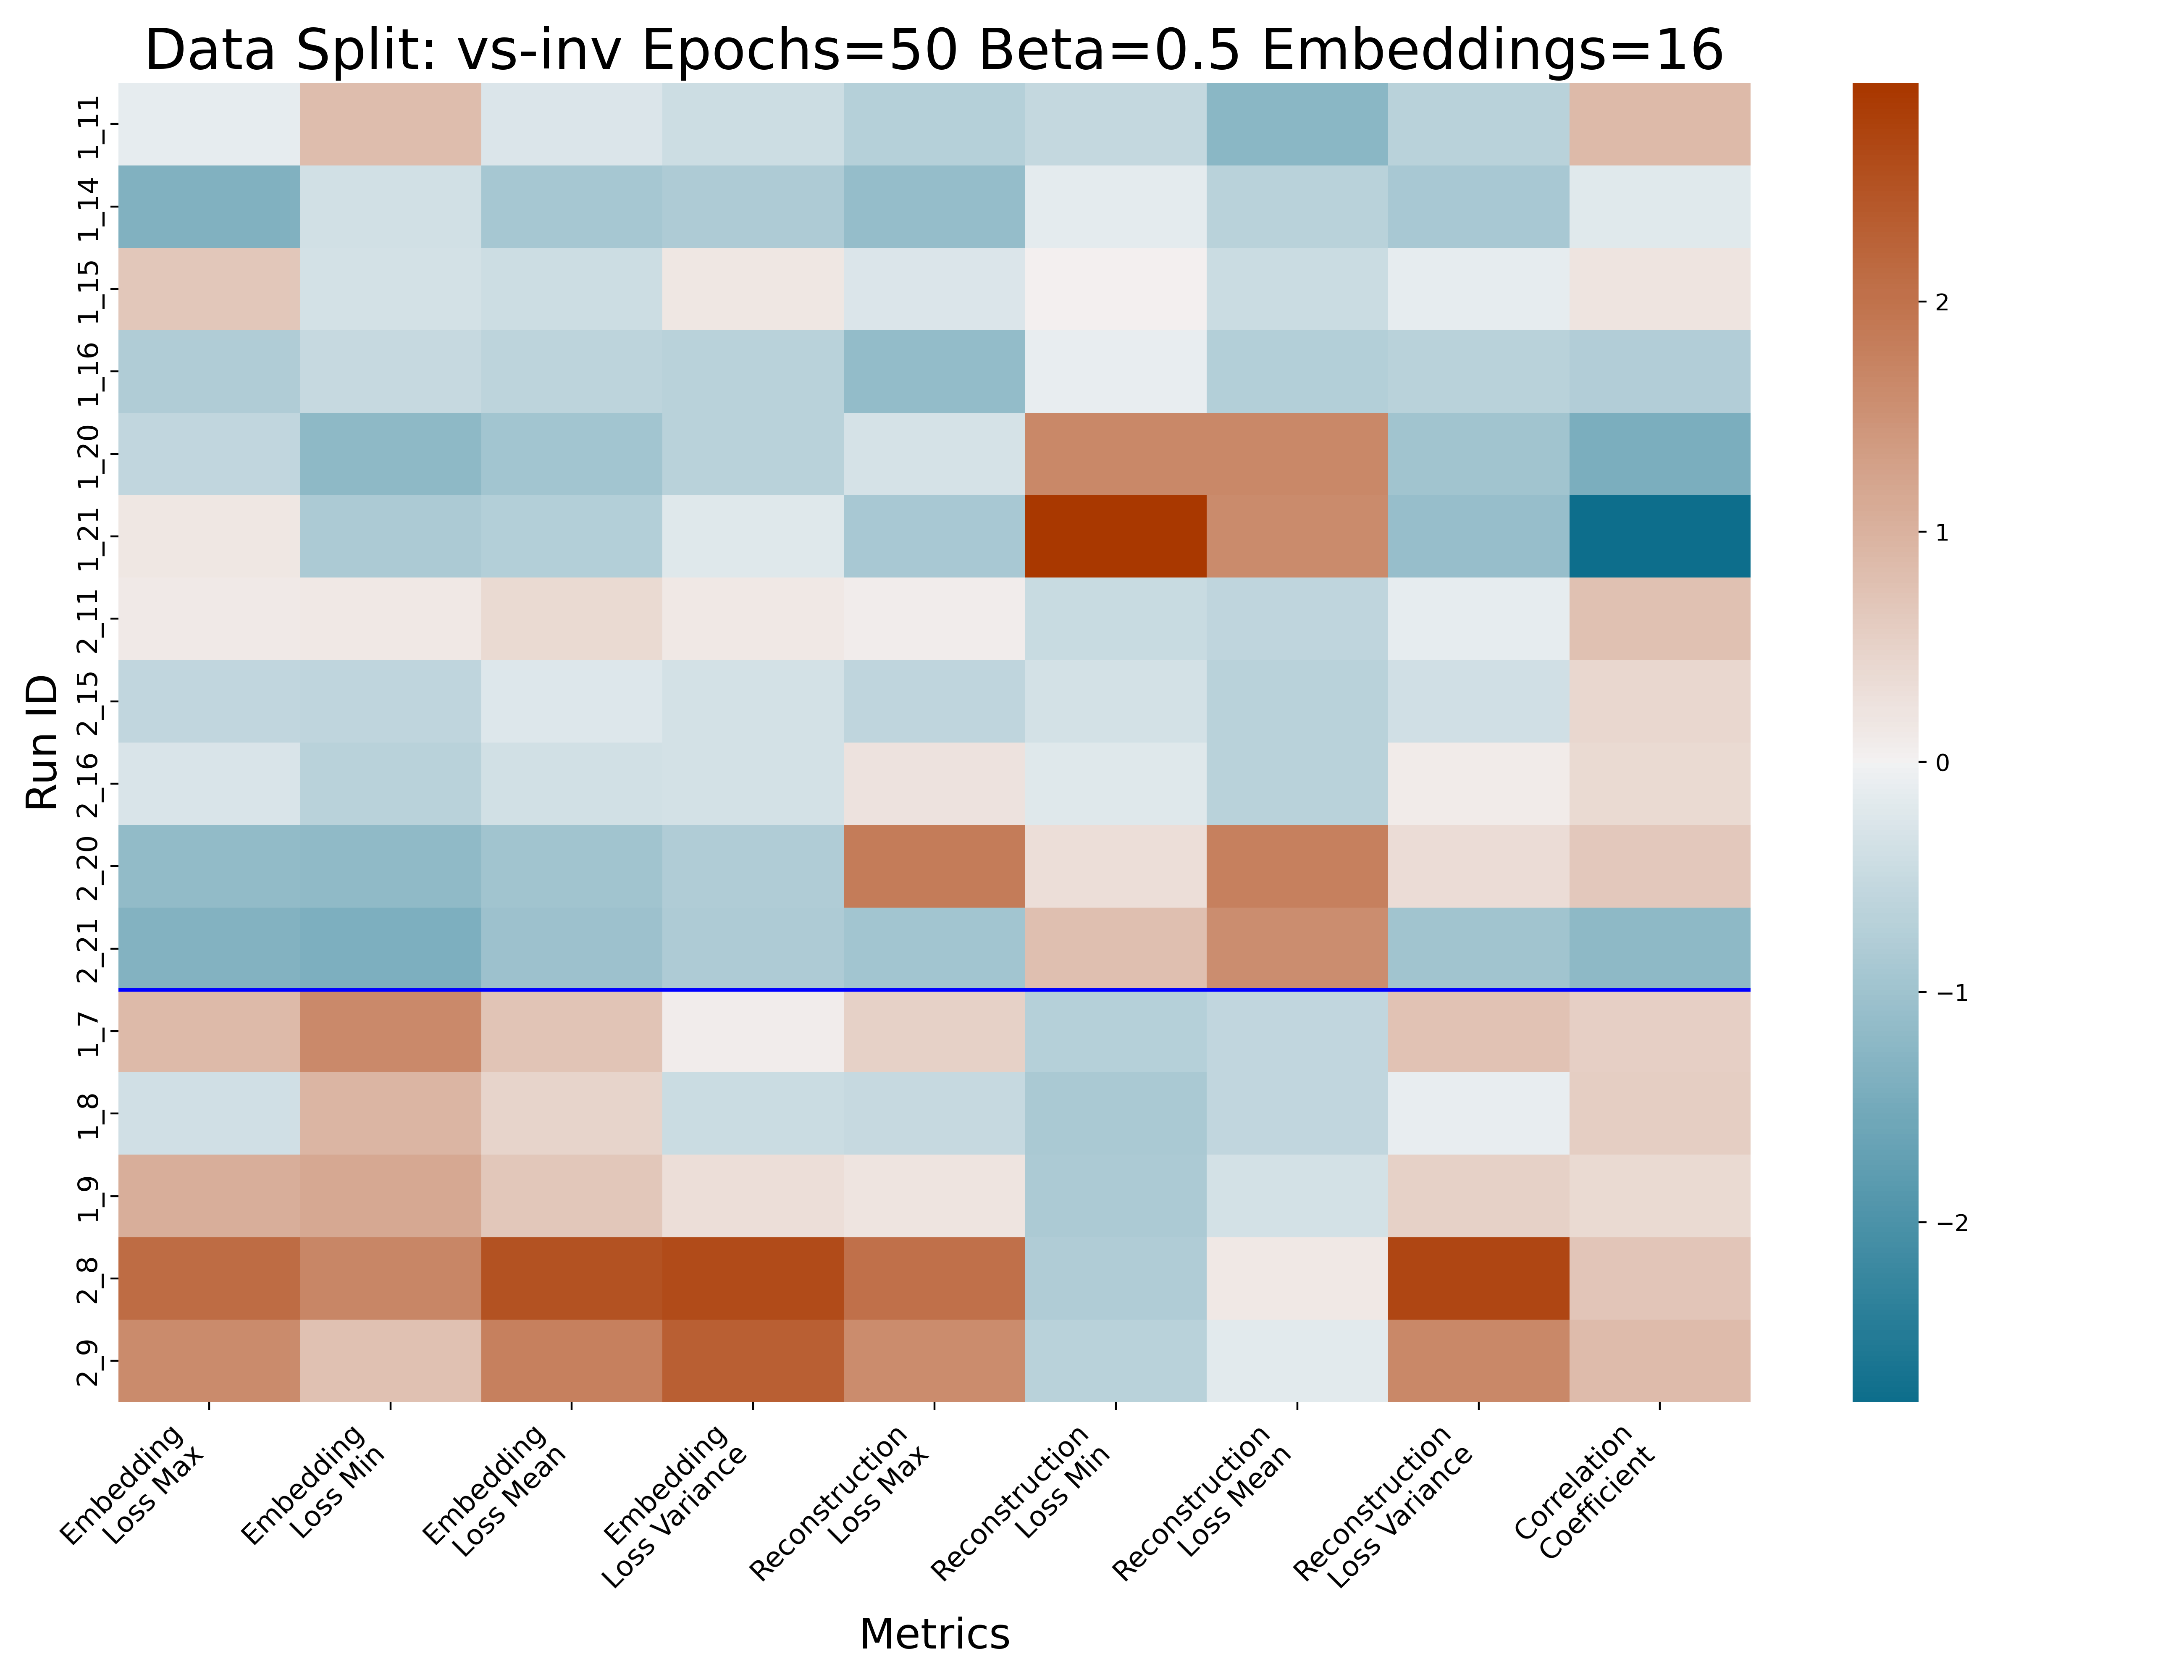 Data Split: vs-inv Epochs=50 Beta=0.5 Embeddings=16
Run ID
1_11
1_14
1_15
1_16
1_20
1_21
2_11
2_15
2_16
2_20
2_21
1_7
1_8
1_9
2_8
2_9
Embedding
Loss Max
Embedding
Loss Min
Embedding
Loss Mean
Embedding
Loss Variance
Reconstruction
Loss Max
Reconstruction
Loss Min
Reconstruction
Loss Mean
Reconstruction
Loss Variance
Correlation
Coefficient
Metrics
2
1
0
−1
−2